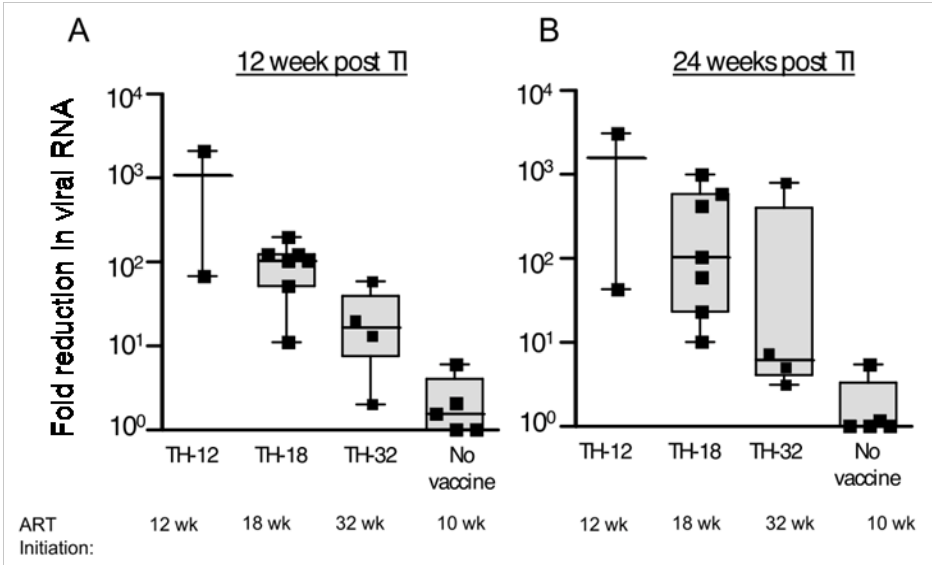 A
B
12 week post TI
24 weeks post TI
Fold reduction in viral RNA
10⁴
10³
10²
10¹
10⁰
TH-12
TH-18
TH-32
No
vaccine
10⁴
10³
10²
10¹
10⁰
TH-12
TH-18
TH-32
No
vaccine
ART
Initiation:
12 wk
18 wk
32 wk
10 wk
12 wk
18 wk
32 wk
10 wk